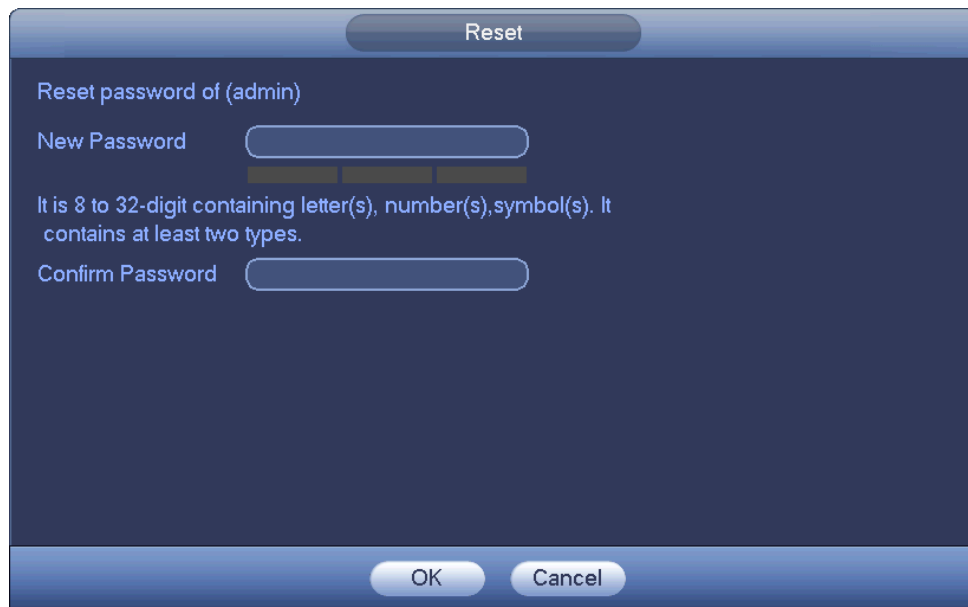 Reset
Reset password of (admin)
New Password
It is 8 to 32-digit containing letter(s), number(s),symbol(s). It
contains at least two types.
Confirm Password
OK
Cancel